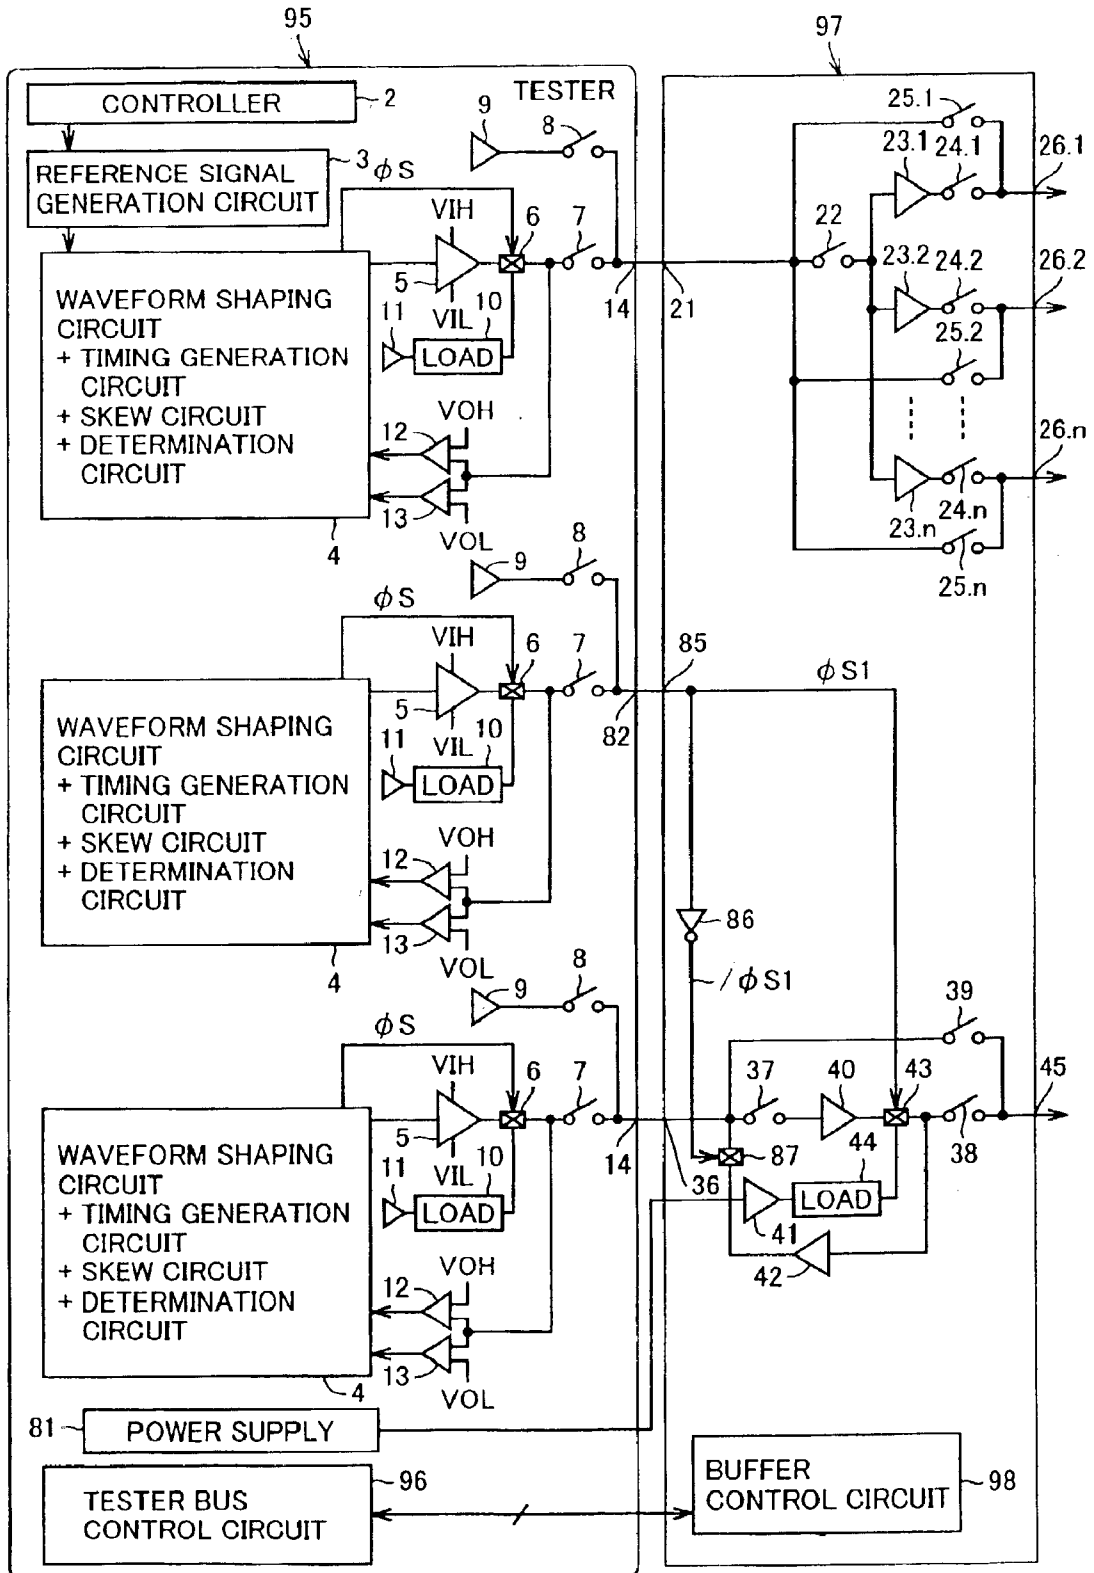 95
97
TESTER
CONTROLLER
2
REFERENCE SIGNAL
GENERATION CIRCUIT
3
φS
9
8
VIH
6
7
5
VIL
11
10
LOAD
14
21
WAVEFORM SHAPING
CIRCUIT
+ TIMING GENERATION
CIRCUIT
+ SKEW CIRCUIT
+ DETERMINATION
CIRCUIT
4
VOH
12
13
VOL
25.1
23.1
24.1
26.1
22
23.2
24.2
26.2
25.2
26.n
24.n
23.n
25.n
φS
9
8
VIH
6
7
5
VIL
11
10
LOAD
82
85
φS1
WAVEFORM SHAPING
CIRCUIT
+ TIMING GENERATION
CIRCUIT
+ SKEW CIRCUIT
+ DETERMINATION
CIRCUIT
4
VOH
12
13
VOL
86
/φS1
φS
9
8
VIH
6
7
5
VIL
11
10
LOAD
14
36
WAVEFORM SHAPING
CIRCUIT
+ TIMING GENERATION
CIRCUIT
+ SKEW CIRCUIT
+ DETERMINATION
CIRCUIT
4
VOH
12
13
VOL
39
37
40
43
45
38
87
44
LOAD
41
42
81
POWER SUPPLY
96
TESTER BUS
CONTROL CIRCUIT
BUFFER
CONTROL CIRCUIT
98